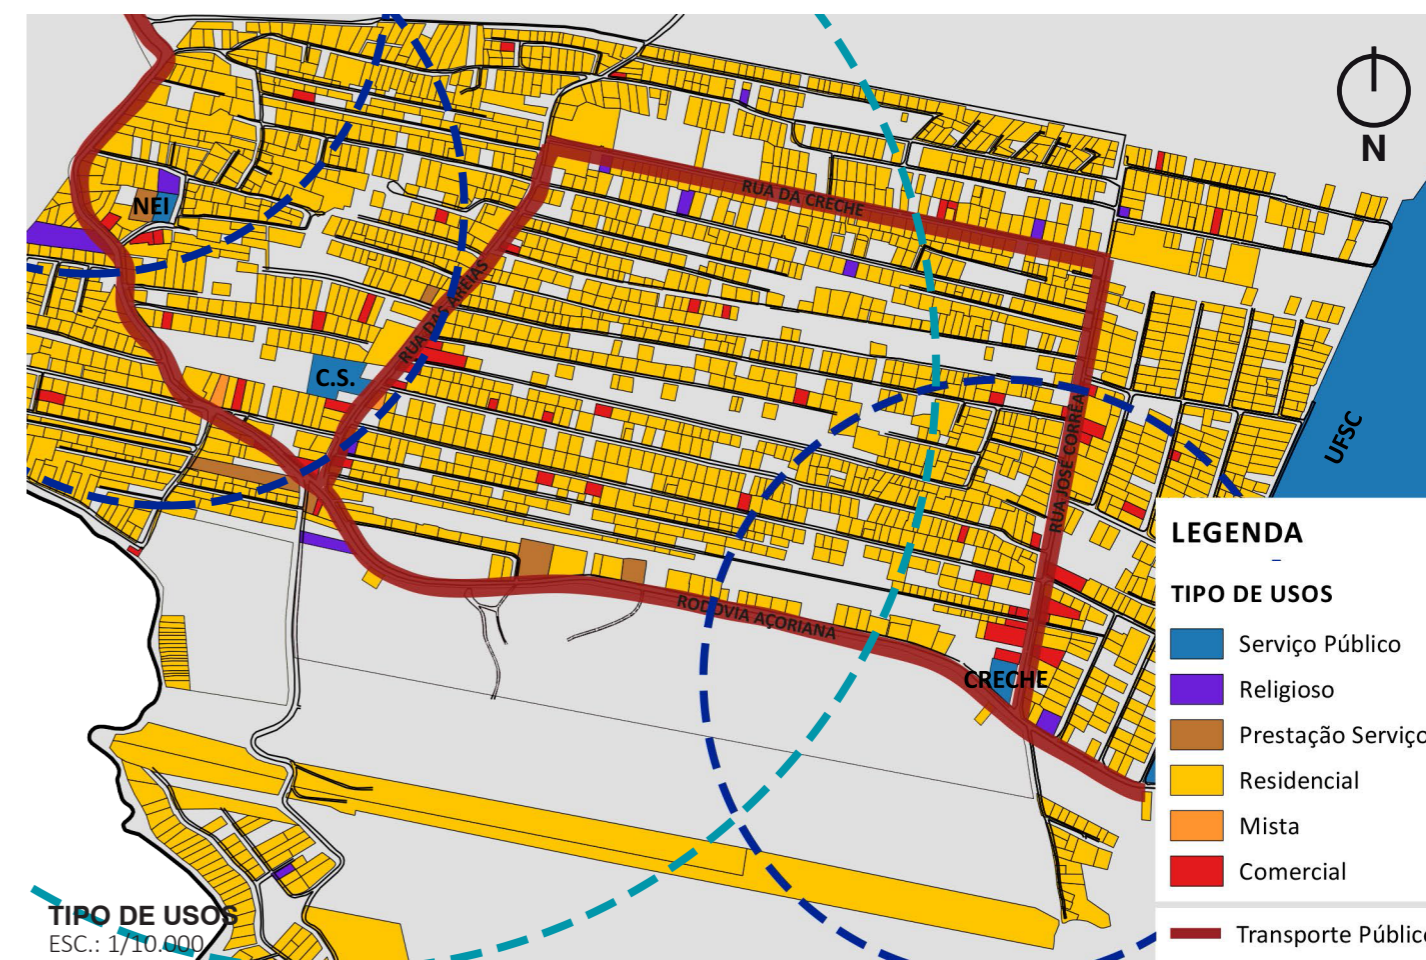 N
RUA DA CRECHE
NEI
RUA DAS AREIAS
C.S.
RUA JOSE CORREA
UFSC
RODOVIA AÇORIANA
CRECHE
LEGENDA
TIPO DE USOS
Serviço Público
Religioso
Prestação Serviço
Residencial
Mista
Comercial
Transporte Público
TIPO DE USOS
ESC.: 1/10.000